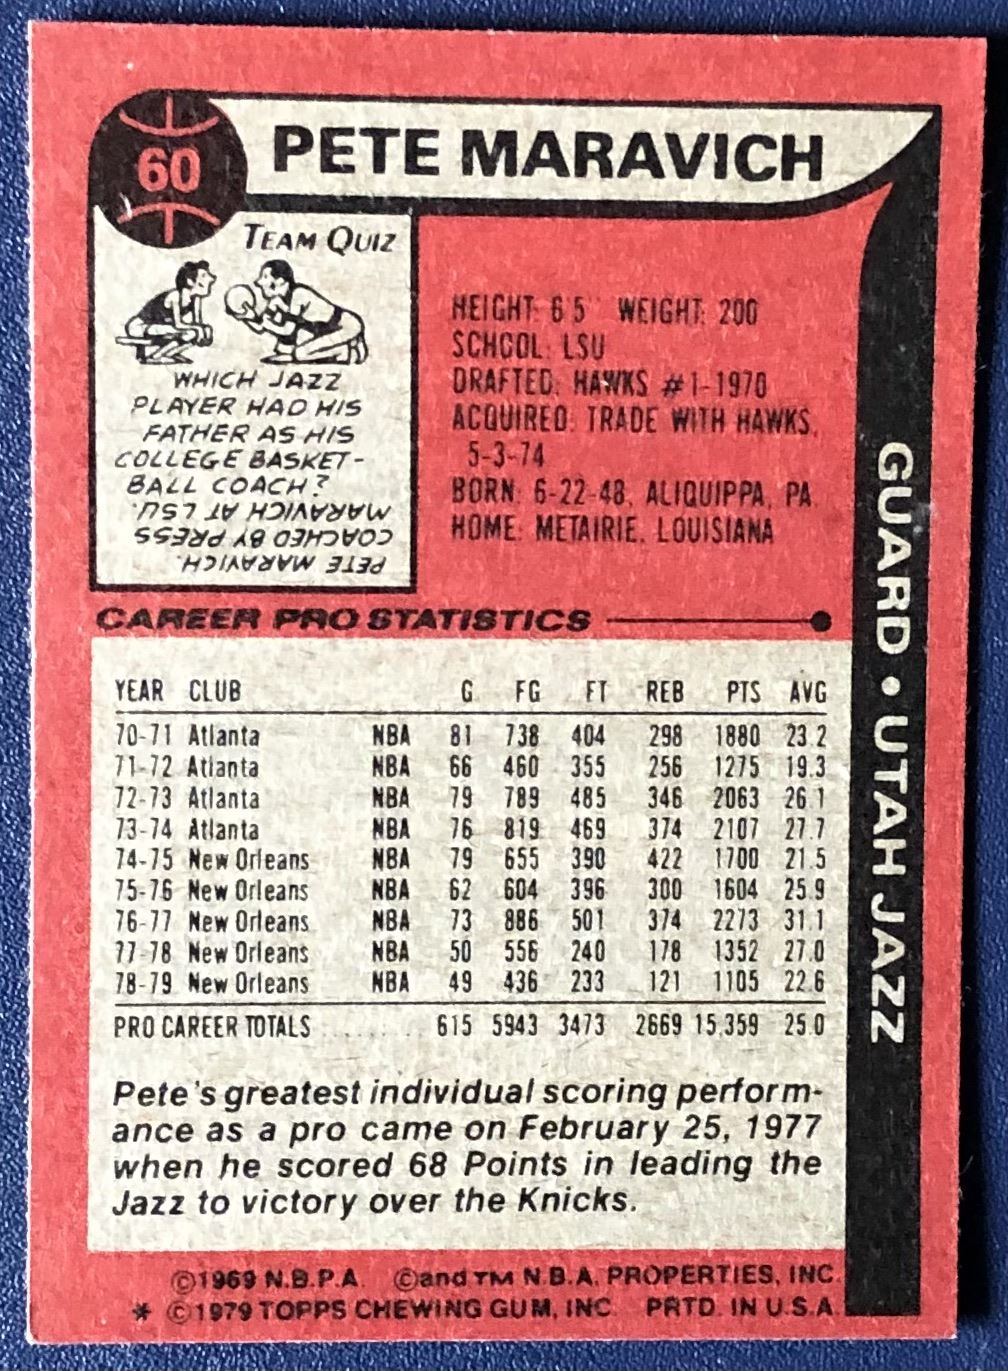 60 PETE MARAVICH
TEAM QUIZ
WHICH JAZZ
PLAYER HAD HIS
FATHER AS HIS
COLLEGE BASKET-
BALL COACH?
PETE MARAVICH.
COACHED BY PRESS
MARAVICH AT LSU.
HEIGHT: 6'5" WEIGHT: 200
SCHOOL: LSU
DRAFTED: HAWKS #1-1970
ACQUIRED: TRADE WITH HAWKS,
5-3-74
BORN: 6-22-48, ALIQUIPPA, PA.
HOME: METAIRIE, LOUISIANA
GUARD • UTAH JAZZ
CAREER PRO STATISTICS
YEAR CLUB G FG FT REB PTS AVG
70-71 Atlanta NBA 81 738 404 298 1880 23.2
71-72 Atlanta NBA 66 460 355 256 1275 19.3
72-73 Atlanta NBA 79 789 485 346 2063 26.1
73-74 Atlanta NBA 76 819 469 374 2107 27.7
74-75 New Orleans NBA 79 655 390 422 1700 21.5
75-76 New Orleans NBA 62 604 396 300 1604 25.9
76-77 New Orleans NBA 73 886 501 374 2273 31.1
77-78 New Orleans NBA 50 556 240 178 1352 27.0
78-79 New Orleans NBA 49 436 233 121 1105 22.6
PRO CAREER TOTALS ........ 615 5943 3473 2669 15,359 25.0
Pete's greatest individual scoring perform-
ance as a pro came on February 25, 1977
when he scored 68 Points in leading the
Jazz to victory over the Knicks.
©1969 N.B.P.A. ©and TM N.B.A. PROPERTIES, INC.
* ©1979 TOPPS CHEWING GUM, INC. PRTD. IN U.S.A.